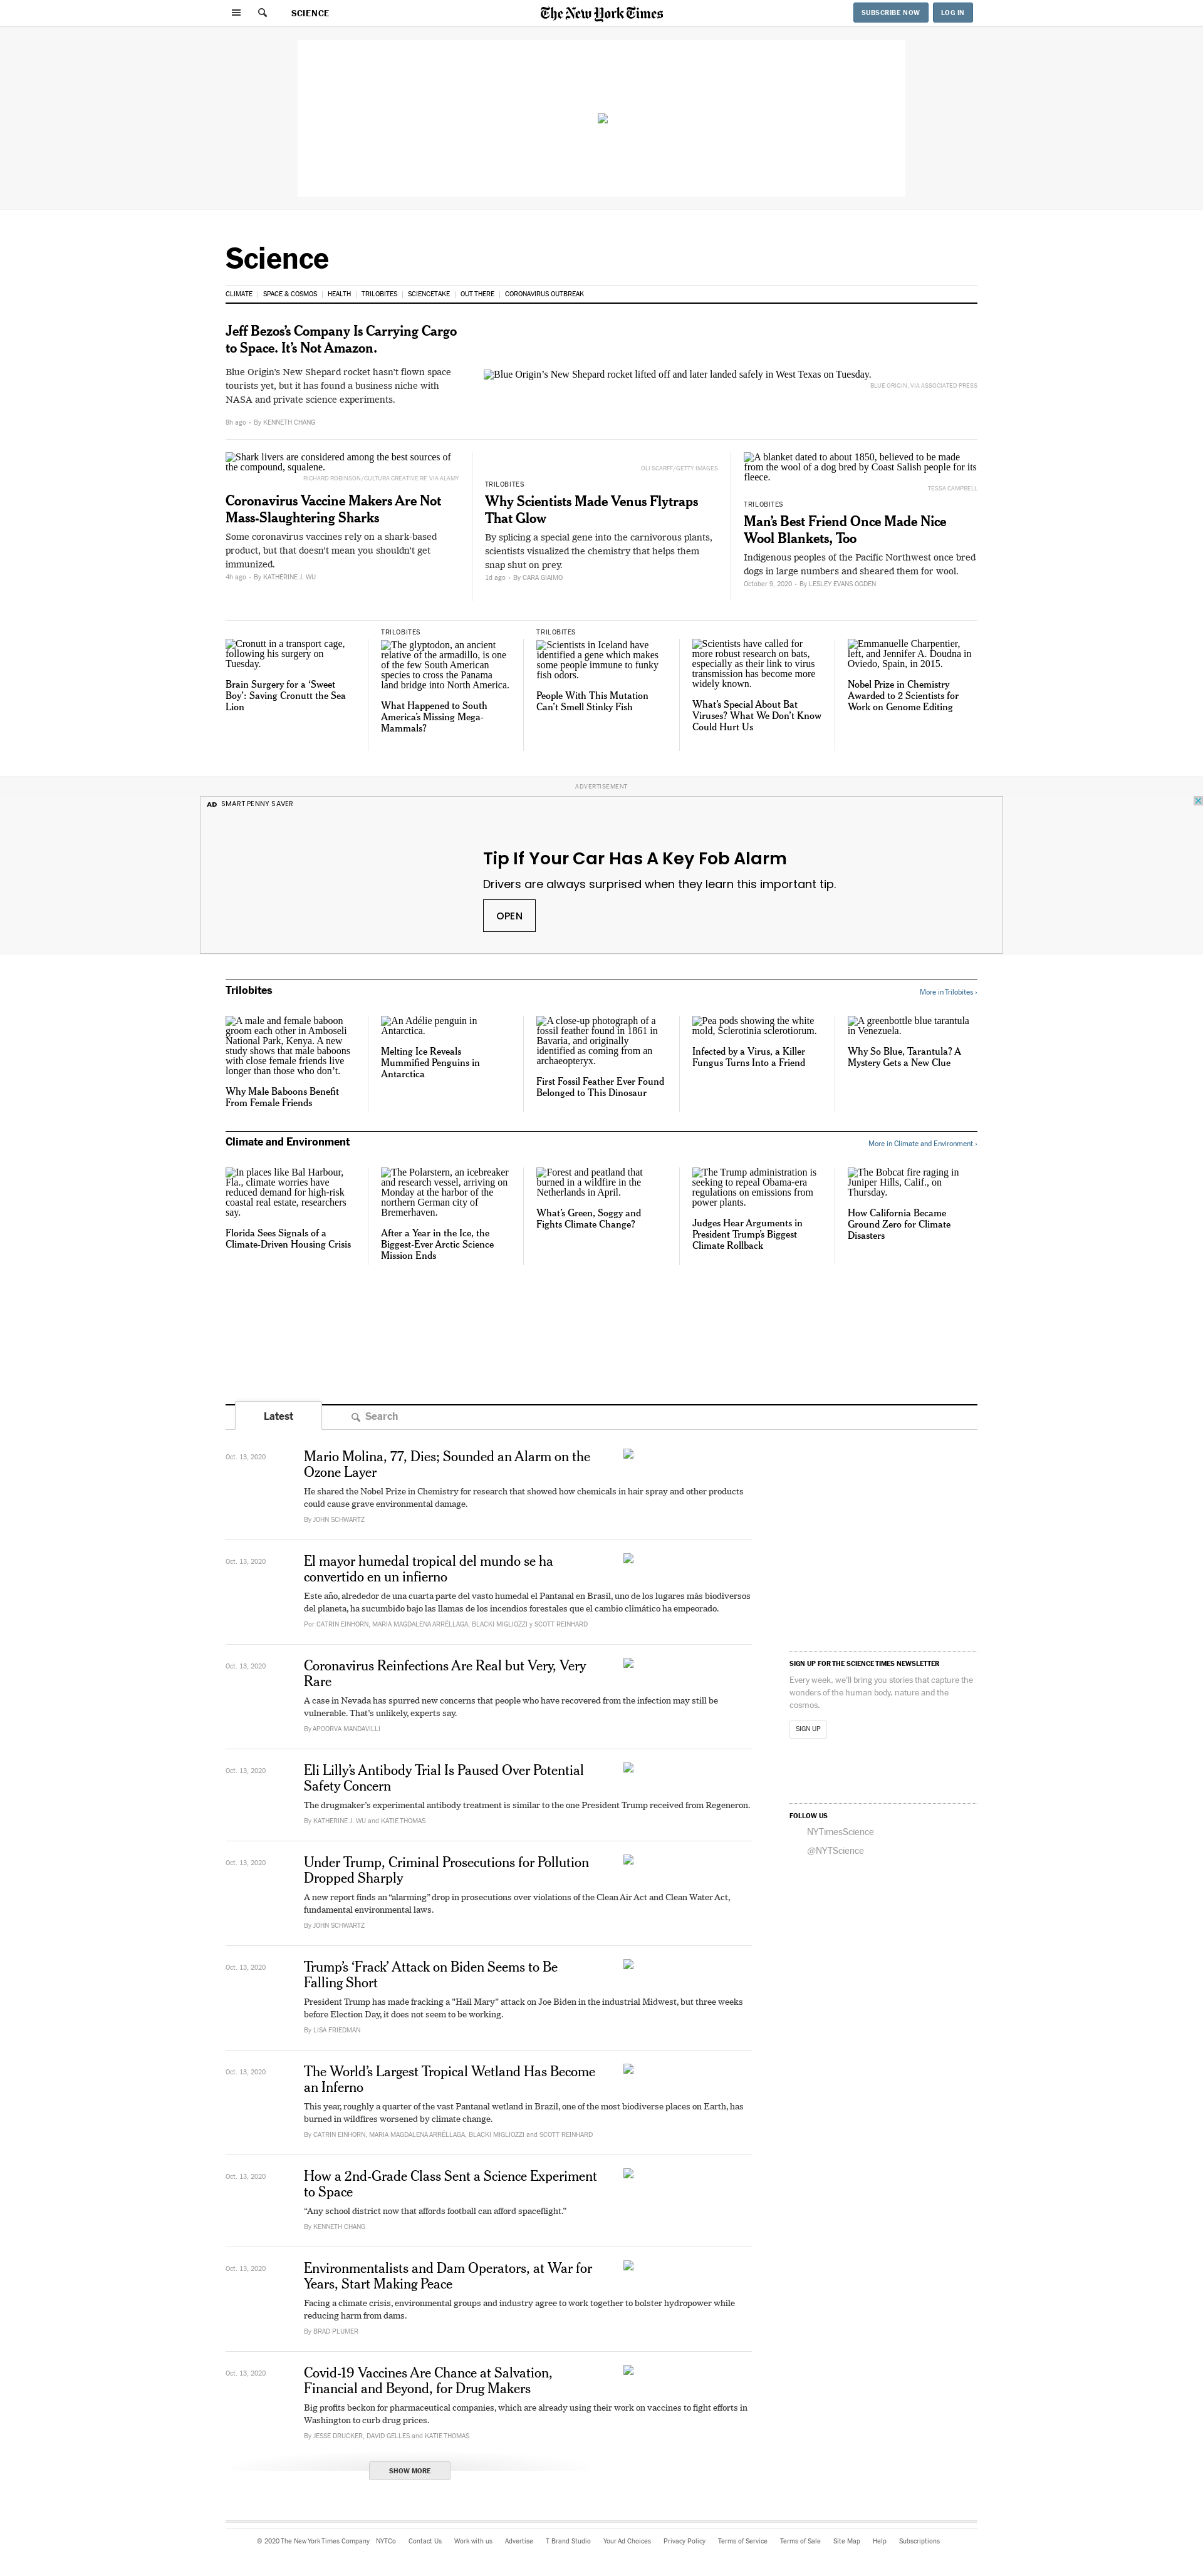 SCIENCE
The New York Times
SUBSCRIBE NOW
LOG IN
Science
CLIMATE
SPACE & COSMOS
HEALTH
TRILOBITES
SCIENCETAKE
OUT THERE
CORONAVIRUS OUTBREAK
Jeff Bezos’s Company Is Carrying Cargo
to Space. It’s Not Amazon.
Blue Origin’s New Shepard rocket hasn’t flown space
tourists yet, but it has found a business niche with
NASA and private science experiments.
8h ago • By KENNETH CHANG
Blue Origin’s New Shepard rocket lifted off and later landed safely in West Texas on Tuesday.
BLUE ORIGIN, VIA ASSOCIATED PRESS
Shark livers are considered among the best sources of
the compound, squalene.
RICHARD ROBINSON/CULTURA CREATIVE RF, VIA ALAMY
Coronavirus Vaccine Makers Are Not
Mass-Slaughtering Sharks
Some coronavirus vaccines rely on a shark-based
product, but that doesn’t mean you shouldn’t get
immunized.
4h ago • By KATHERINE J. WU
OLI SCARFF/GETTY IMAGES
TRILOBITES
Why Scientists Made Venus Flytraps
That Glow
By splicing a special gene into the carnivorous plants,
scientists visualized the chemistry that helps them
snap shut on prey.
1d ago • By CARA GIAIMO
A blanket dated to about 1850, believed to be made
from the wool of a dog bred by Coast Salish people for its
fleece.
TESSA CAMPBELL
TRILOBITES
Man’s Best Friend Once Made Nice
Wool Blankets, Too
Indigenous peoples of the Pacific Northwest once bred
dogs in large numbers and sheared them for wool.
October 9, 2020 • By LESLEY EVANS OGDEN
Cronutt in a transport cage,
following his surgery on
Tuesday.
Brain Surgery for a ‘Sweet
Boy’: Saving Cronutt the Sea
Lion
TRILOBITES
The glyptodon, an ancient
relative of the armadillo, is one
of the few South American
species to cross the Panama
land bridge into North America.
What Happened to South
America’s Missing Mega-
Mammals?
TRILOBITES
Scientists in Iceland have
identified a gene which makes
some people immune to funky
fish odors.
People With This Mutation
Can’t Smell Stinky Fish
Scientists have called for
more robust research on bats,
especially as their link to virus
transmission has become more
widely known.
What’s Special About Bat
Viruses? What We Don’t Know
Could Hurt Us
Emmanuelle Charpentier,
left, and Jennifer A. Doudna in
Oviedo, Spain, in 2015.
Nobel Prize in Chemistry
Awarded to 2 Scientists for
Work on Genome Editing
ADVERTISEMENT
AD SMART PENNY SAVER
Tip If Your Car Has A Key Fob Alarm
Drivers are always surprised when they learn this important tip.
OPEN
Trilobites
More in Trilobites ›
A male and female baboon
groom each other in Amboseli
National Park, Kenya. A new
study shows that male baboons
with close female friends live
longer than those who don’t.
Why Male Baboons Benefit
From Female Friends
An Adélie penguin in
Antarctica.
Melting Ice Reveals
Mummified Penguins in
Antarctica
A close-up photograph of a
fossil feather found in 1861 in
Bavaria, and originally
identified as coming from an
archaeopteryx.
First Fossil Feather Ever Found
Belonged to This Dinosaur
Pea pods showing the white
mold, Sclerotinia sclerotiorum.
Infected by a Virus, a Killer
Fungus Turns Into a Friend
A greenbottle blue tarantula
in Venezuela.
Why So Blue, Tarantula? A
Mystery Gets a New Clue
Climate and Environment
More in Climate and Environment ›
In places like Bal Harbour,
Fla., climate worries have
reduced demand for high-risk
coastal real estate, researchers
say.
Florida Sees Signals of a
Climate-Driven Housing Crisis
The Polarstern, an icebreaker
and research vessel, arriving on
Monday at the harbor of the
northern German city of
Bremerhaven.
After a Year in the Ice, the
Biggest-Ever Arctic Science
Mission Ends
Forest and peatland that
burned in a wildfire in the
Netherlands in April.
What’s Green, Soggy and
Fights Climate Change?
The Trump administration is
seeking to repeal Obama-era
regulations on emissions from
power plants.
Judges Hear Arguments in
President Trump’s Biggest
Climate Rollback
The Bobcat fire raging in
Juniper Hills, Calif., on
Thursday.
How California Became
Ground Zero for Climate
Disasters
Latest
Search
Oct. 13, 2020
Mario Molina, 77, Dies; Sounded an Alarm on the
Ozone Layer
He shared the Nobel Prize in Chemistry for research that showed how chemicals in hair spray and other products
could cause grave environmental damage.
By JOHN SCHWARTZ
Oct. 13, 2020
El mayor humedal tropical del mundo se ha
convertido en un infierno
Este año, alrededor de una cuarta parte del vasto humedal el Pantanal en Brasil, uno de los lugares más biodiversos
del planeta, ha sucumbido bajo las llamas de los incendios forestales que el cambio climático ha empeorado.
Por CATRIN EINHORN, MARIA MAGDALENA ARRÉLLAGA, BLACKI MIGLIOZZI y SCOTT REINHARD
Oct. 13, 2020
Coronavirus Reinfections Are Real but Very, Very
Rare
A case in Nevada has spurred new concerns that people who have recovered from the infection may still be
vulnerable. That’s unlikely, experts say.
By APOORVA MANDAVILLI
Oct. 13, 2020
Eli Lilly’s Antibody Trial Is Paused Over Potential
Safety Concern
The drugmaker’s experimental antibody treatment is similar to the one President Trump received from Regeneron.
By KATHERINE J. WU and KATIE THOMAS
Oct. 13, 2020
Under Trump, Criminal Prosecutions for Pollution
Dropped Sharply
A new report finds an “alarming” drop in prosecutions over violations of the Clean Air Act and Clean Water Act,
fundamental environmental laws.
By JOHN SCHWARTZ
Oct. 13, 2020
Trump’s ‘Frack’ Attack on Biden Seems to Be
Falling Short
President Trump has made fracking a “Hail Mary” attack on Joe Biden in the industrial Midwest, but three weeks
before Election Day, it does not seem to be working.
By LISA FRIEDMAN
Oct. 13, 2020
The World’s Largest Tropical Wetland Has Become
an Inferno
This year, roughly a quarter of the vast Pantanal wetland in Brazil, one of the most biodiverse places on Earth, has
burned in wildfires worsened by climate change.
By CATRIN EINHORN, MARIA MAGDALENA ARRÉLLAGA, BLACKI MIGLIOZZI and SCOTT REINHARD
Oct. 13, 2020
How a 2nd-Grade Class Sent a Science Experiment
to Space
“Any school district now that affords football can afford spaceflight.”
By KENNETH CHANG
Oct. 13, 2020
Environmentalists and Dam Operators, at War for
Years, Start Making Peace
Facing a climate crisis, environmental groups and industry agree to work together to bolster hydropower while
reducing harm from dams.
By BRAD PLUMER
Oct. 13, 2020
Covid-19 Vaccines Are Chance at Salvation,
Financial and Beyond, for Drug Makers
Big profits beckon for pharmaceutical companies, which are already using their work on vaccines to fight efforts in
Washington to curb drug prices.
By JESSE DRUCKER, DAVID GELLES and KATIE THOMAS
SHOW MORE
SIGN UP FOR THE SCIENCE TIMES NEWSLETTER
Every week, we’ll bring you stories that capture the
wonders of the human body, nature and the
cosmos.
SIGN UP
FOLLOW US
NYTimesScience
@NYTScience
© 2020 The New York Times Company
NYTCo
Contact Us
Work with us
Advertise
T Brand Studio
Your Ad Choices
Privacy Policy
Terms of Service
Terms of Sale
Site Map
Help
Subscriptions